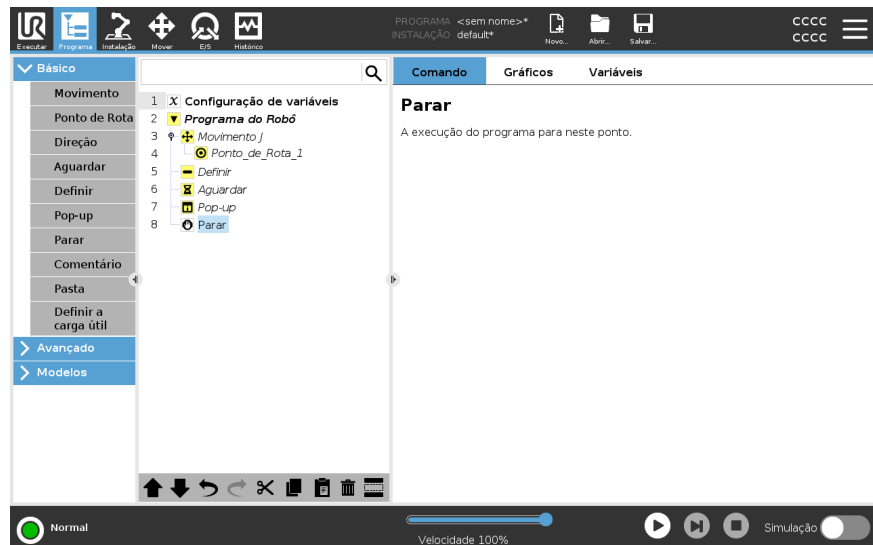 UR
Executar
Programa
Instalação
Mover
E/S
Histórico
PROGRAMA <sem nome>*
INSTALAÇÃO default*
Novo...
Abrir...
Salvar...
CCCC
CCCC
Básico
Movimento
Ponto de Rota
Direção
Aguardar
Definir
Pop-up
Parar
Comentário
Pasta
Definir a
carga útil
Avançado
Modelos
1 X Configuração de variáveis
2 Programa do Robô
3 Movimento J
4 Ponto_de_Rota_1
5 Definir
6 Aguardar
7 Pop-up
8 Parar
Comando
Gráficos
Variáveis
Parar
A execução do programa para neste ponto.
Normal
Velocidade 100%
Simulação